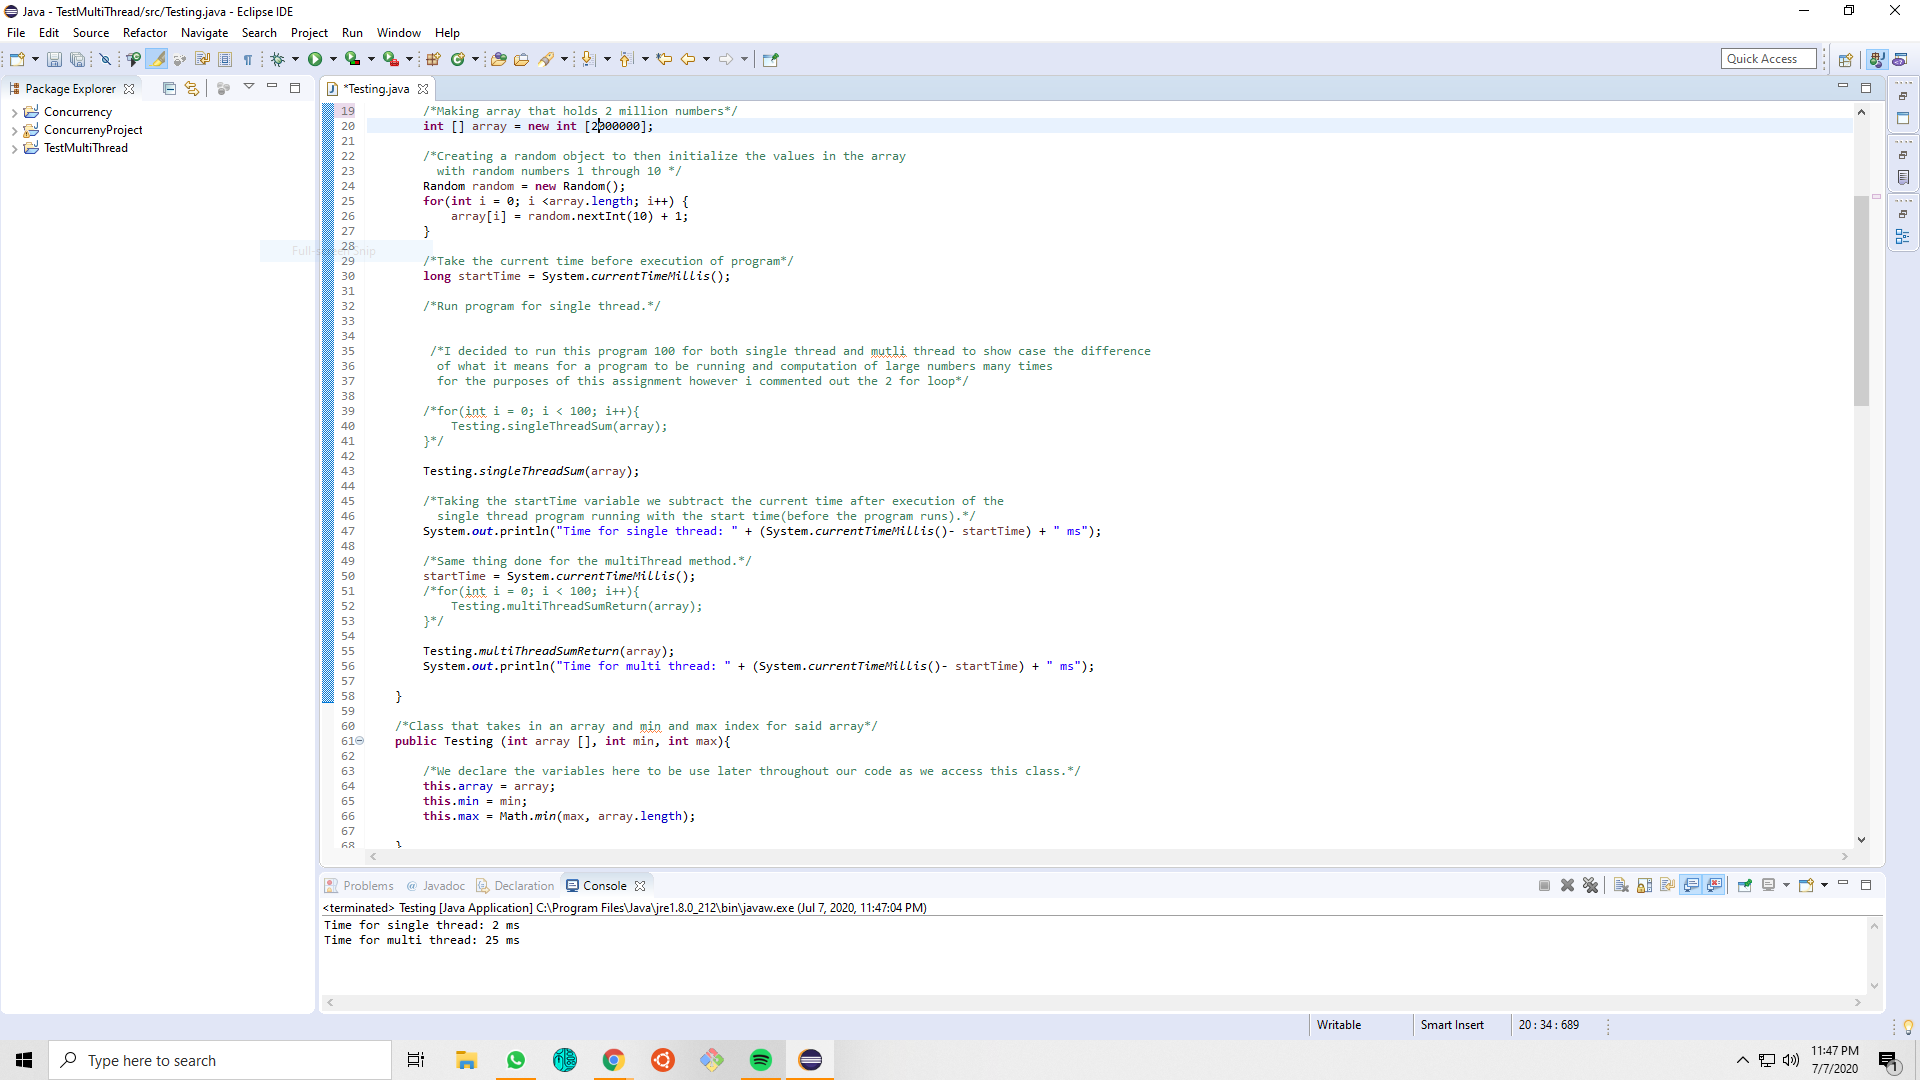 Java - TestMultiThread/src/Testing.java - Eclipse IDE
File Edit Source Refactor Navigate Search Project Run Window Help
Quick Access
Package Explorer
*Testing.java
Concurrency
ConcurrenyProject
TestMultiThread
19 /*Making array that holds 2 million numbers*/
20 int [] array = new int [2000000];
21
22 /*Creating a random object to then initialize the values in the array
23 with random numbers 1 through 10 */
24 Random random = new Random();
25 for(int i = 0; i <array.length; i++) {
26 array[i] = random.nextInt(10) + 1;
27 }
28
29 /*Take the current time before execution of program*/
30 long startTime = System.currentTimeMillis();
31
32 /*Run program for single thread.*/
33
34
35 /*I decided to run this program 100 for both single thread and mutli thread to show case the difference
36 of what it means for a program to be running and computation of large numbers many times
37 for the purposes of this assignment however i commented out the 2 for loop*/
38
39 /*for(int i = 0; i < 100; i++){
40 Testing.singleThreadSum(array);
41 }*/
42
43 Testing.singleThreadSum(array);
44
45 /*Taking the startTime variable we subtract the current time after execution of the
46 single thread program running with the start time(before the program runs).*/
47 System.out.println("Time for single thread: " + (System.currentTimeMillis()- startTime) + " ms");
48
49 /*Same thing done for the multiThread method.*/
50 startTime = System.currentTimeMillis();
51 /*for(int i = 0; i < 100; i++){
52 Testing.multiThreadSumReturn(array);
53 }*/
54
55 Testing.multiThreadSumReturn(array);
56 System.out.println("Time for multi thread: " + (System.currentTimeMillis()- startTime) + " ms");
57
58 }
59
60 /*Class that takes in an array and min and max index for said array*/
61 public Testing (int array [], int min, int max){
62
63 /*We declare the variables here to be use later throughout our code as we access this class.*/
64 this.array = array;
65 this.min = min;
66 this.max = Math.min(max, array.length);
67
68 }
Problems Javadoc Declaration Console
<terminated> Testing [Java Application] C:\Program Files\Java\jre1.8.0_212\bin\javaw.exe (Jul 7, 2020, 11:47:04 PM)
Time for single thread: 2 ms
Time for multi thread: 25 ms
Writable Smart Insert 20 : 34 : 689
Type here to search
11:47 PM
7/7/2020
1